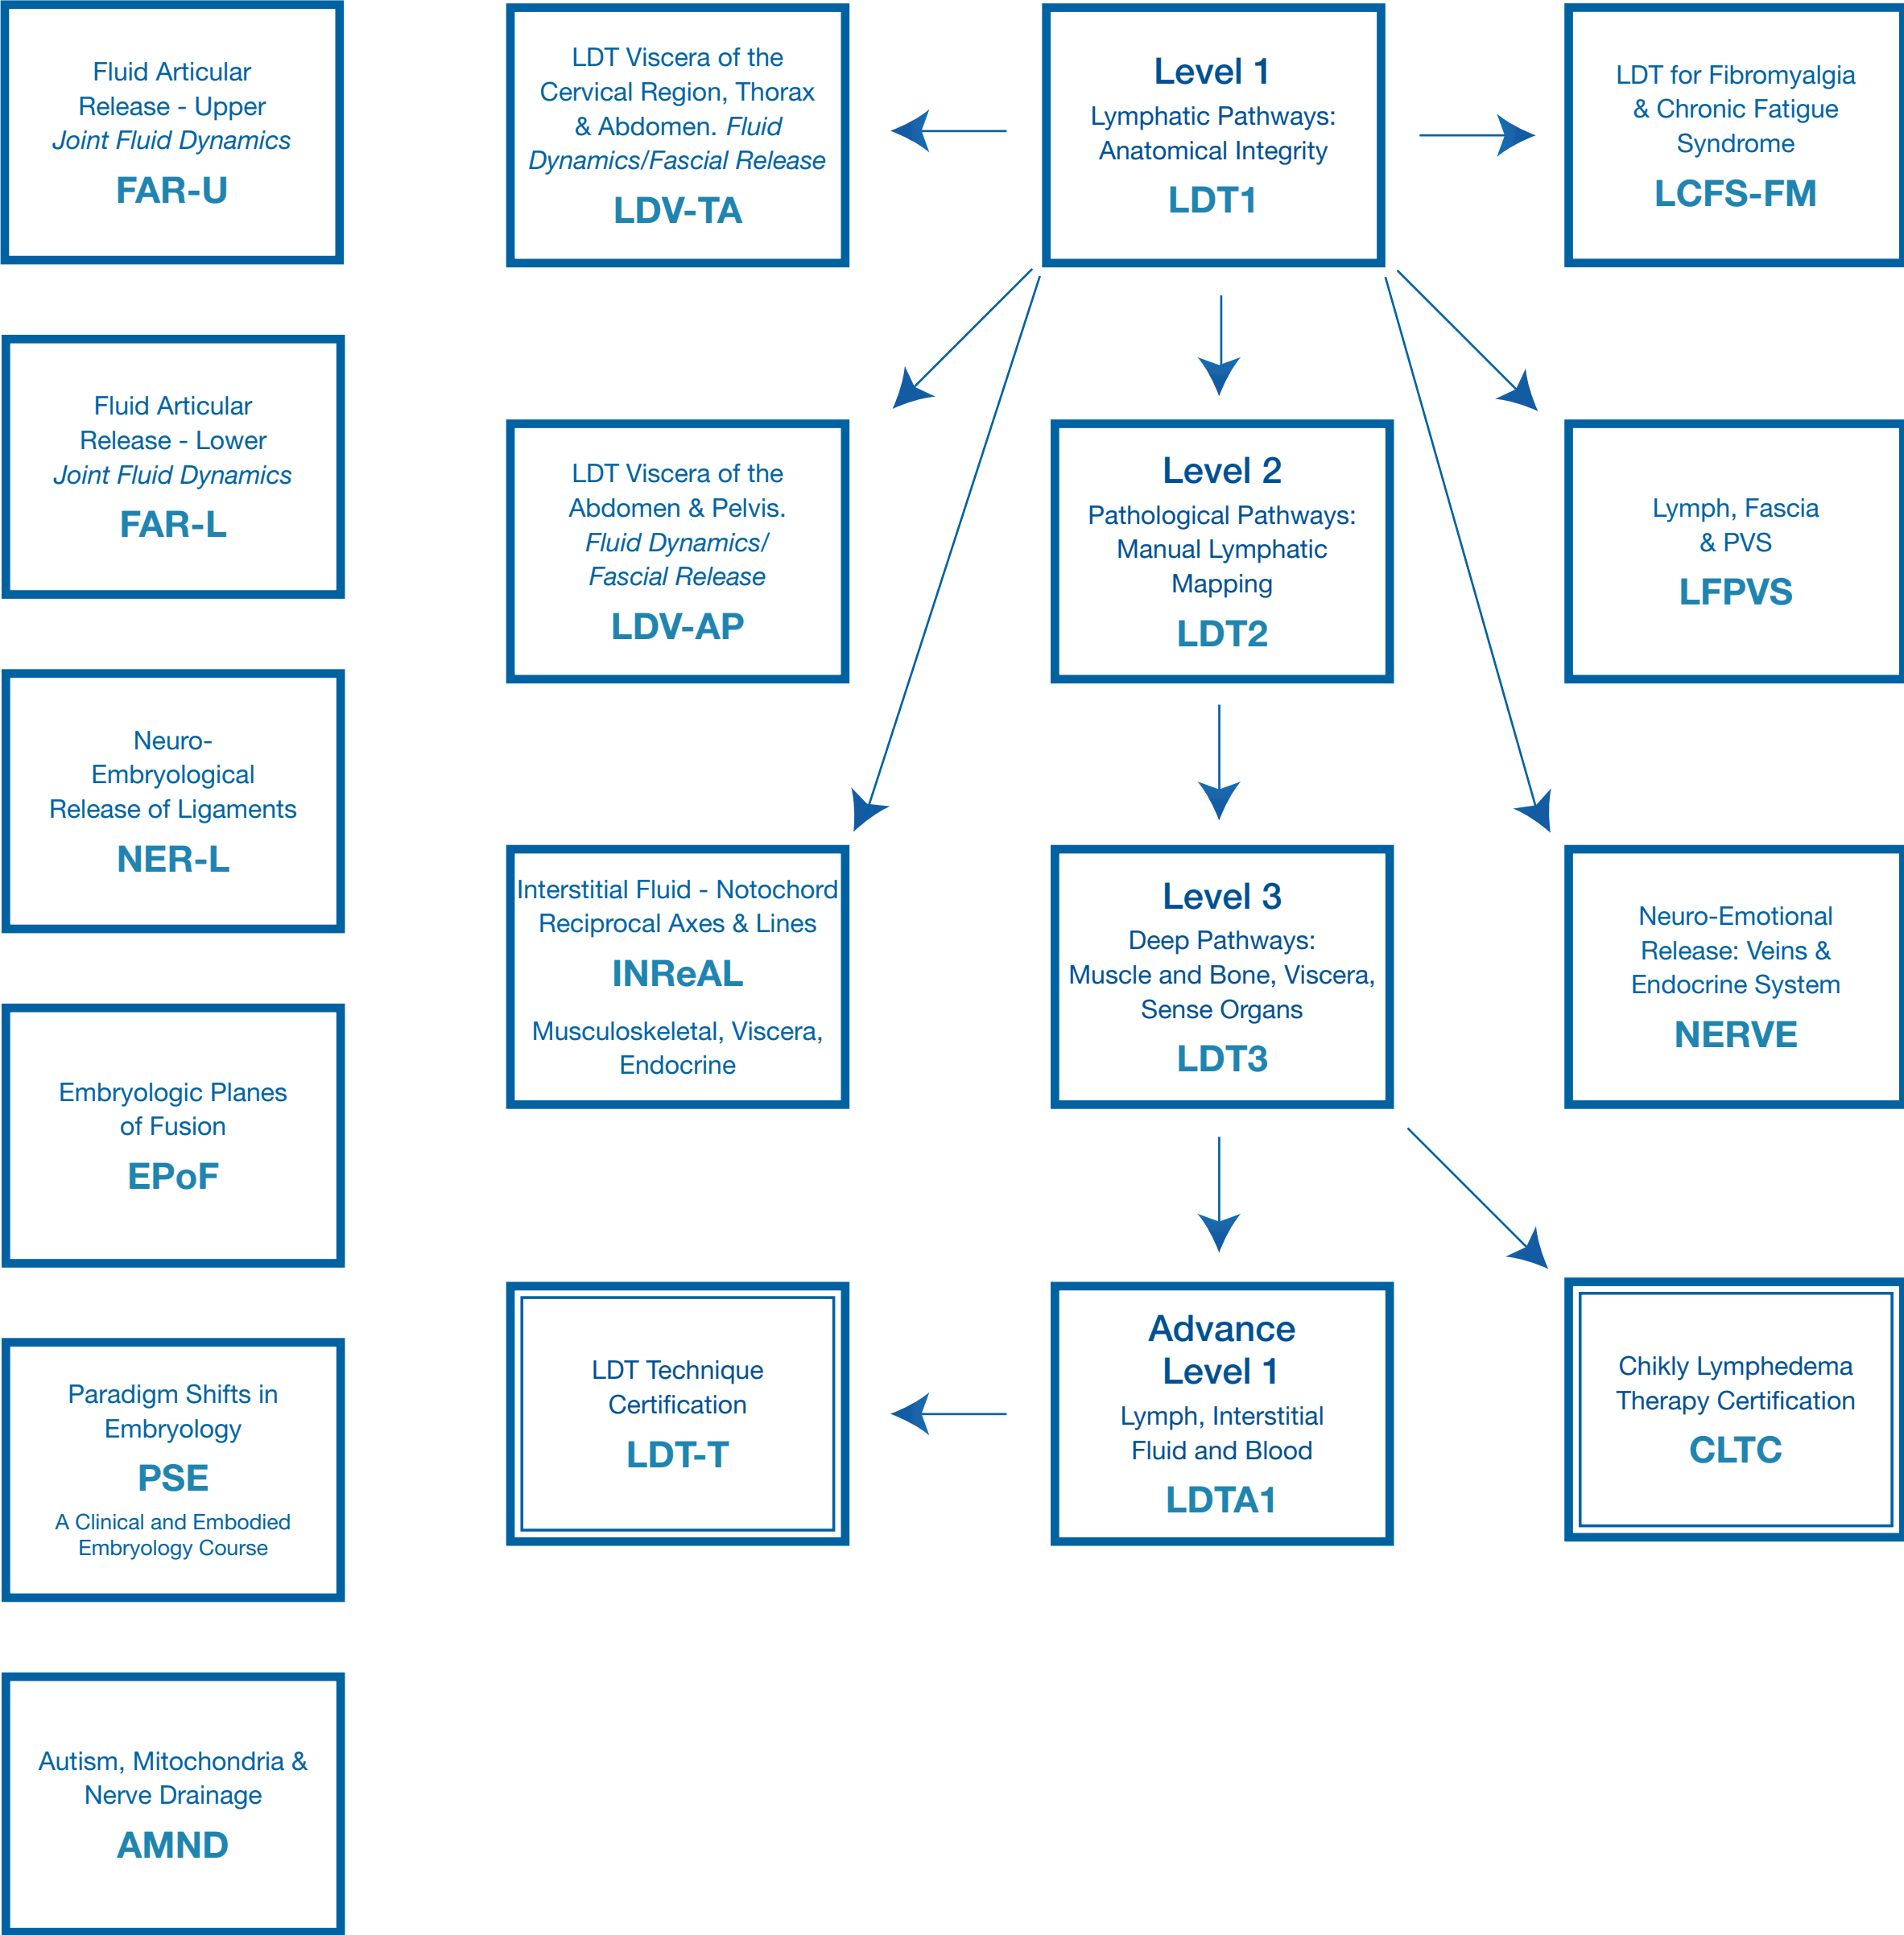 Fluid Articular
Release - Upper
Joint Fluid Dynamics
FAR-U
Fluid Articular
Release - Lower
Joint Fluid Dynamics
FAR-L
Neuro-
Embryological
Release of Ligaments
NER-L
Embryologic Planes
of Fusion
EPoF
Paradigm Shifts in
Embryology
PSE
A Clinical and Embodied
Embryology Course
Autism, Mitochondria &
Nerve Drainage
AMND
LDT Viscera of the
Cervical Region, Thorax
& Abdomen. Fluid
Dynamics/Fascial Release
LDV-TA
LDT Viscera of the
Abdomen & Pelvis.
Fluid Dynamics/
Fascial Release
LDV-AP
Interstitial Fluid - Notochord
Reciprocal Axes & Lines
INReAL
Musculoskeletal, Viscera,
Endocrine
LDT Technique
Certification
LDT-T
Level 1
Lymphatic Pathways:
Anatomical Integrity
LDT1
Level 2
Pathological Pathways:
Manual Lymphatic
Mapping
LDT2
Level 3
Deep Pathways:
Muscle and Bone, Viscera,
Sense Organs
LDT3
Advance
Level 1
Lymph, Interstitial
Fluid and Blood
LDTA1
LDT for Fibromyalgia
& Chronic Fatigue
Syndrome
LCFS-FM
Lymph, Fascia
& PVS
LFPVS
Neuro-Emotional
Release: Veins &
Endocrine System
NERVE
Chikly Lymphedema
Therapy Certification
CLTC